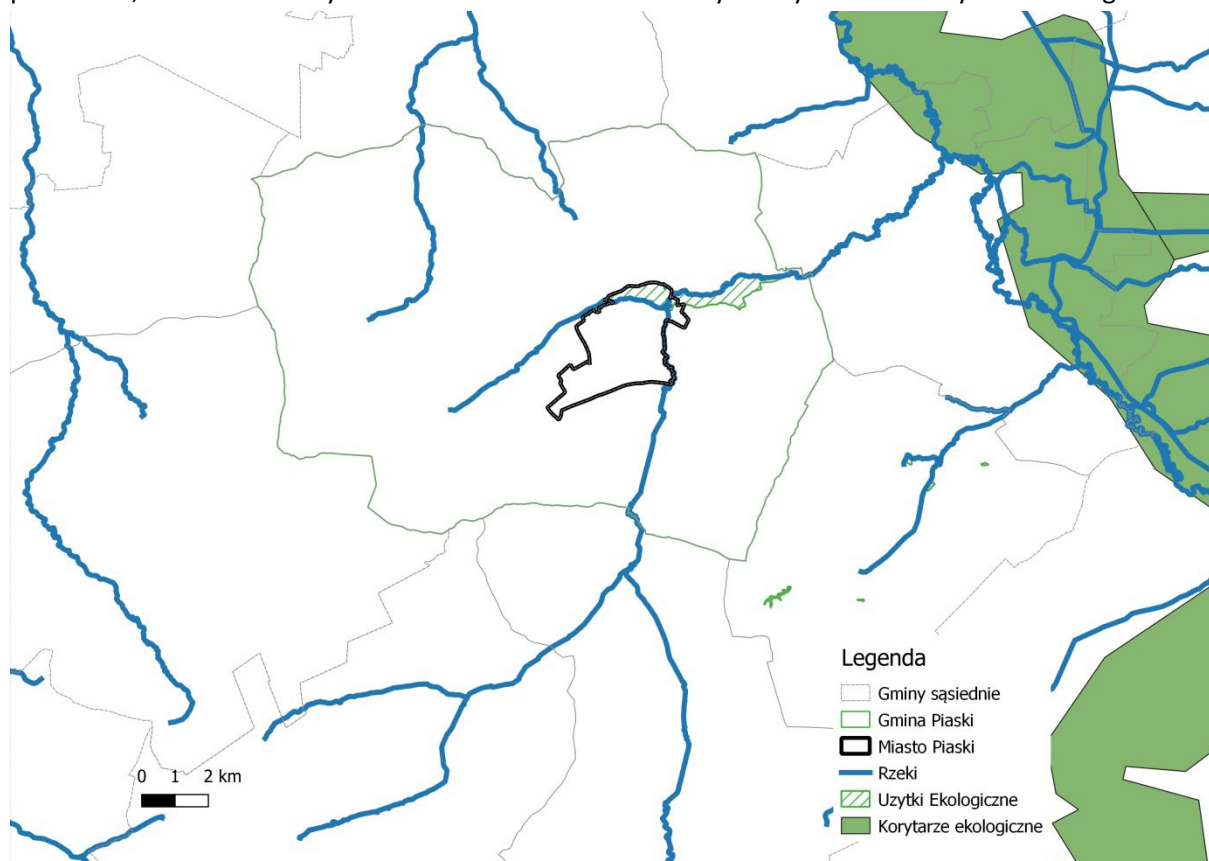 Legenda
Gminy sąsiednie
Gmina Piaski
Miasto Piaski
Rzeki
Uzytki Ekologiczne
Korytarze ekologiczne
0 1 2 km